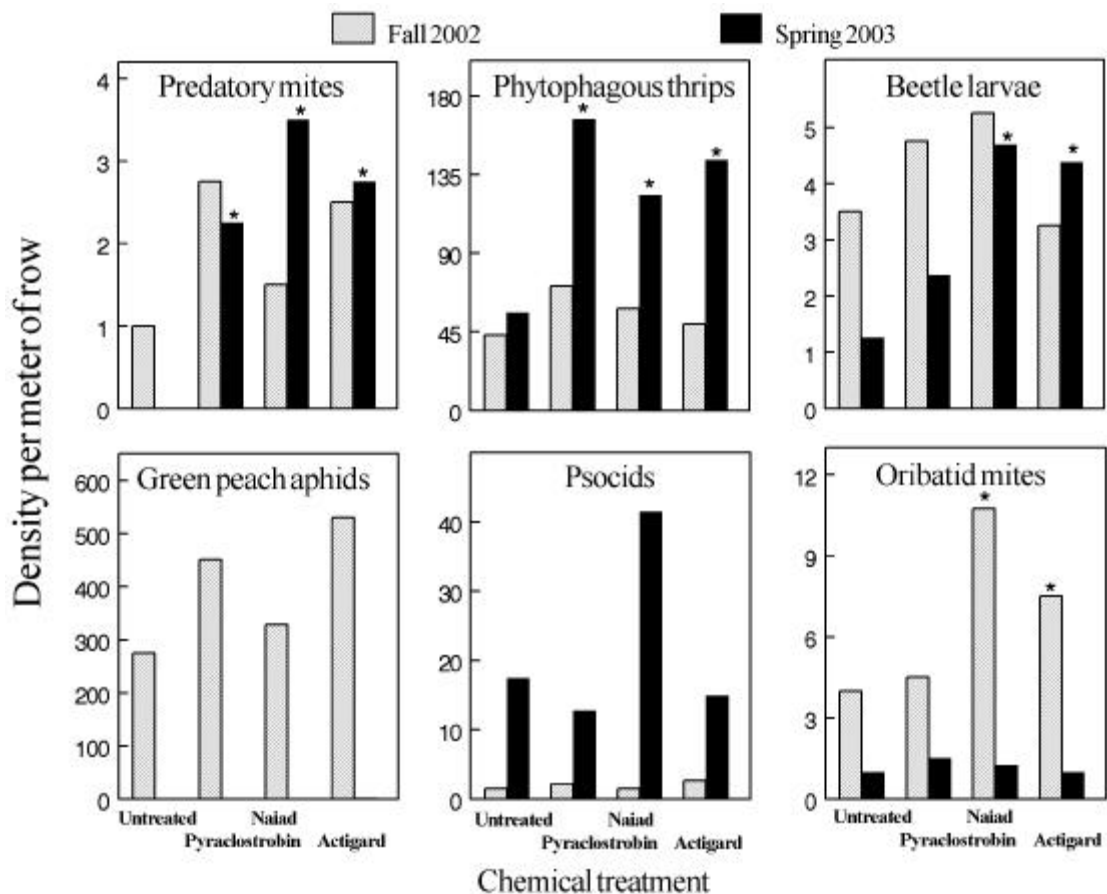 Fall 2002
Spring 2003
Density per meter of row
Predatory mites
4
3
2
1
0
*
*
*
Phytophagous thrips
180
135
90
45
0
*
*
*
Beetle larvae
5
4
3
2
1
0
*
*
Green peach aphids
600
500
400
300
200
100
0
Untreated
Naiad
Pyraclostrobin
Actigard
Psocids
40
30
20
10
0
Untreated
Naiad
Pyraclostrobin
Actigard
Oribatid mites
12
9
6
3
0
*
*
Untreated
Naiad
Pyraclostrobin
Actigard
Chemical treatment